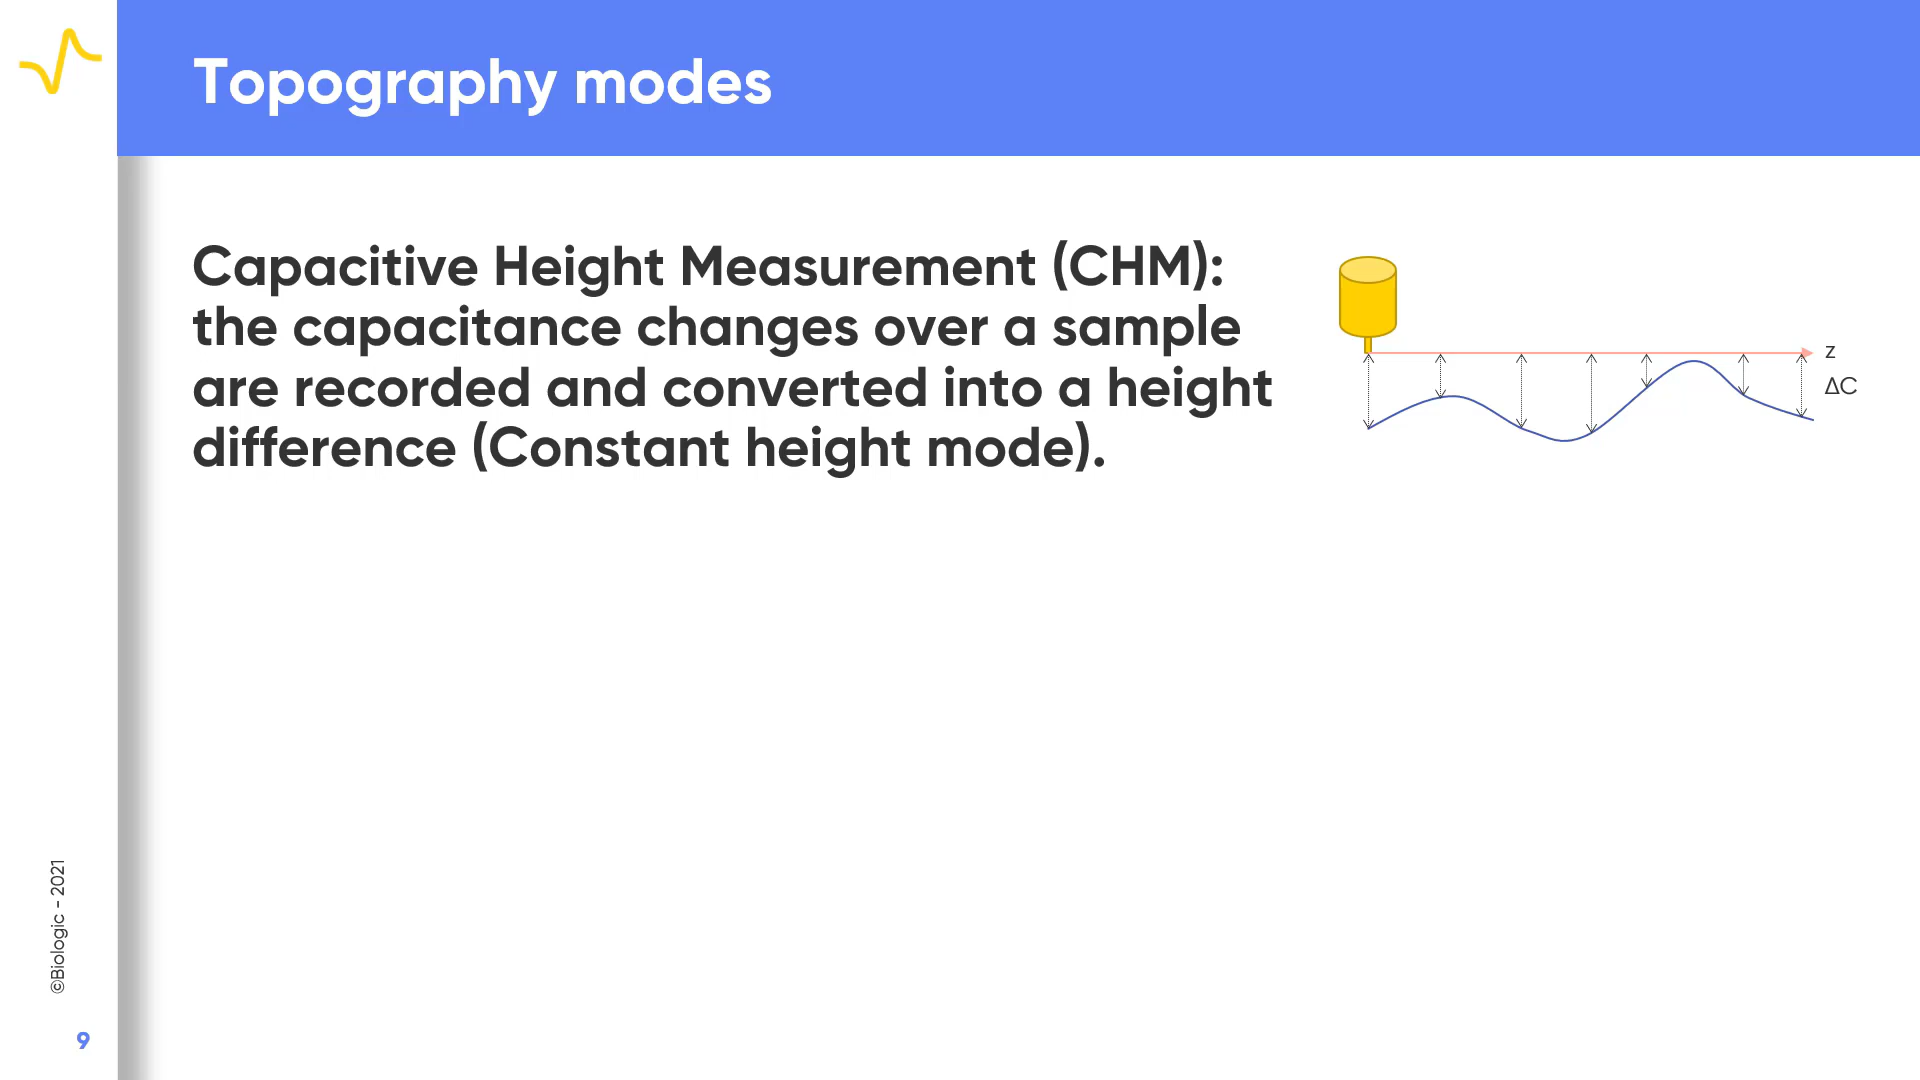 Topography modes
Capacitive Height Measurement (CHM):
the capacitance changes over a sample
are recorded and converted into a height
difference (Constant height mode).
z
ΔC
©Biologic - 2021
9